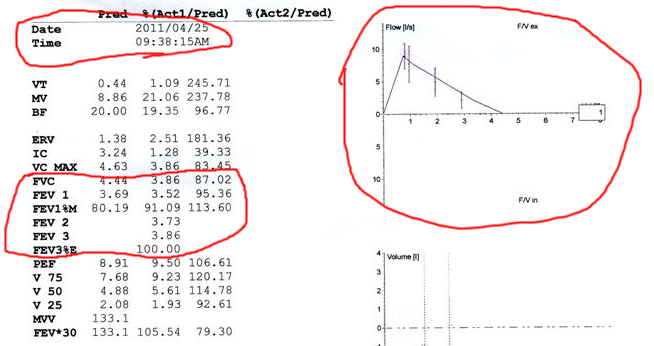 Pred %(Act1/Pred) %(Act2/Pred)
Date 2011/04/25
Time 09:38:15AM
VT 0.44 1.09 245.71
MV 8.86 21.06 237.78
BF 20.00 19.35 96.77
ERV 1.38 2.51 181.36
IC 3.24 1.28 39.33
VC MAX 4.63 3.86 83.45
FVC 4.44 3.86 87.02
FEV 1 3.69 3.52 95.36
FEV1%M 80.19 91.09 113.60
FEV 2 3.73
FEV 3 3.86
FEV3%E 100.00
PEF 8.91 9.50 106.61
V 75 7.68 9.23 120.17
V 50 4.88 5.61 114.78
V 25 2.08 1.93 92.61
MVV 133.1
FEV*30 133.1 105.54 79.30
Flow [l/s] F/V ex
10
5
0
1 2 3 4 5 6 7
1
5
10
F/V in
4 Volume [l]
3
2
1
0